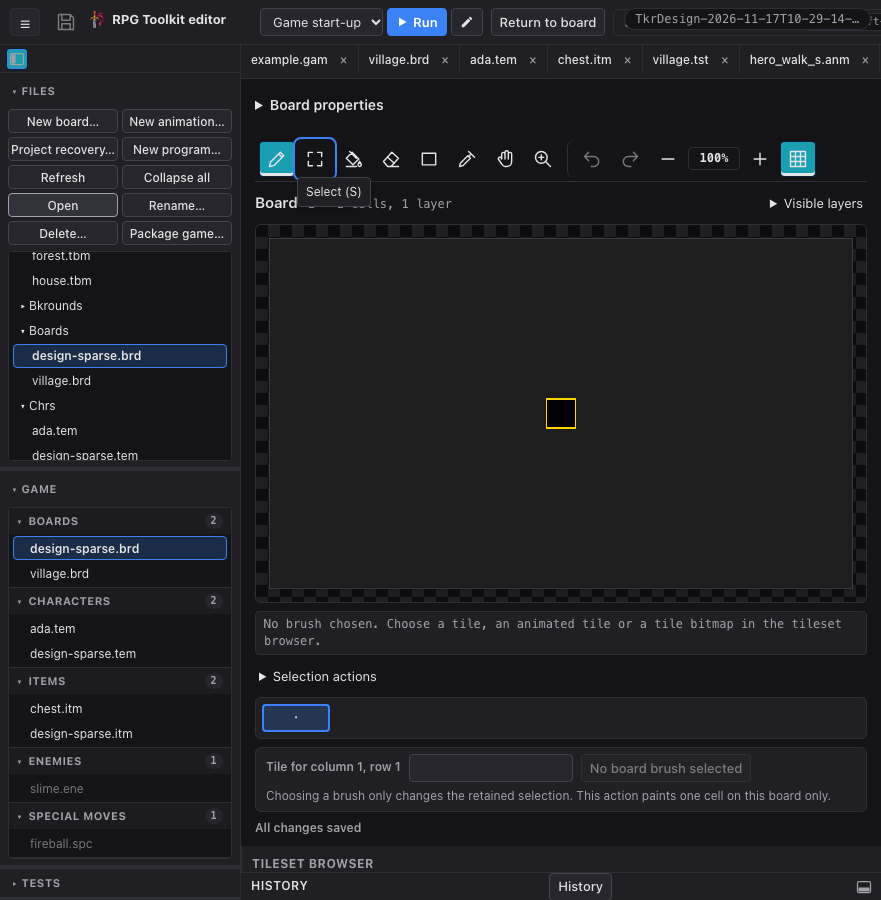 RPG Toolkit editor
Game start-up
Run
Return to board
TkrDesign-2026-11-17T10-29-14-…
example.gam ×
village.brd ×
ada.tem ×
chest.itm ×
village.tst ×
hero_walk_s.anm ×
FILES
New board…
New animation…
Project recovery…
New program…
Refresh
Collapse all
Open
Rename…
Delete…
Package game…
forest.tbm
house.tbm
Bkrounds
Boards
design-sparse.brd
village.brd
Chrs
ada.tem
design-sparse.tem
GAME
BOARDS 2
design-sparse.brd
village.brd
CHARACTERS 2
ada.tem
design-sparse.tem
ITEMS 2
chest.itm
design-sparse.itm
ENEMIES 1
slime.ene
SPECIAL MOVES 1
fireball.spc
TESTS
Board properties
100%
Select (S)
Board
, 1 layer
Visible layers
No brush chosen. Choose a tile, an animated tile or a tile bitmap in the tileset
browser.
Selection actions
.
Tile for column 1, row 1
No board brush selected
Choosing a brush only changes the retained selection. This action paints one cell on this board only.
All changes saved
TILESET BROWSER
HISTORY
History